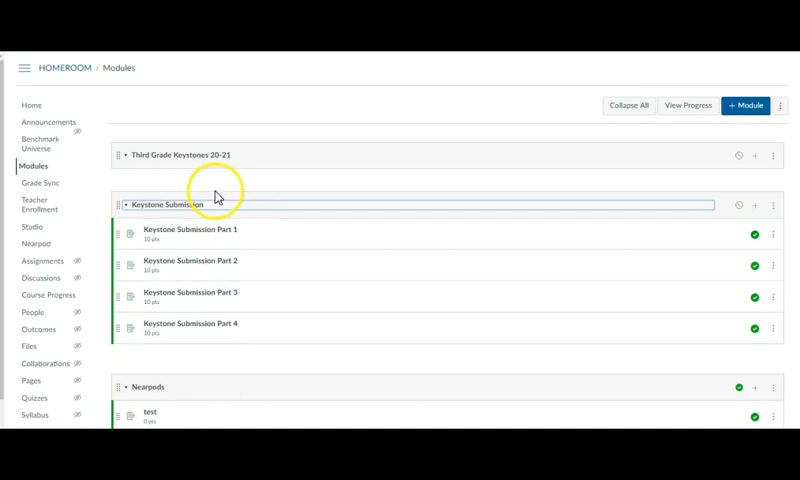 HOMEROOM › Modules
Collapse All
View Progress
+ Module
Home
Announcements
Benchmark
Universe
Modules
Grade Sync
Teacher
Enrollment
Studio
Nearpod
Assignments
Discussions
Course Progress
People
Outcomes
Files
Collaborations
Pages
Quizzes
Syllabus
Third Grade Keystones 20-21
Keystone Submission
Keystone Submission Part 1
10 pts
Keystone Submission Part 2
10 pts
Keystone Submission Part 3
10 pts
Keystone Submission Part 4
10 pts
Nearpods
test
0 pts